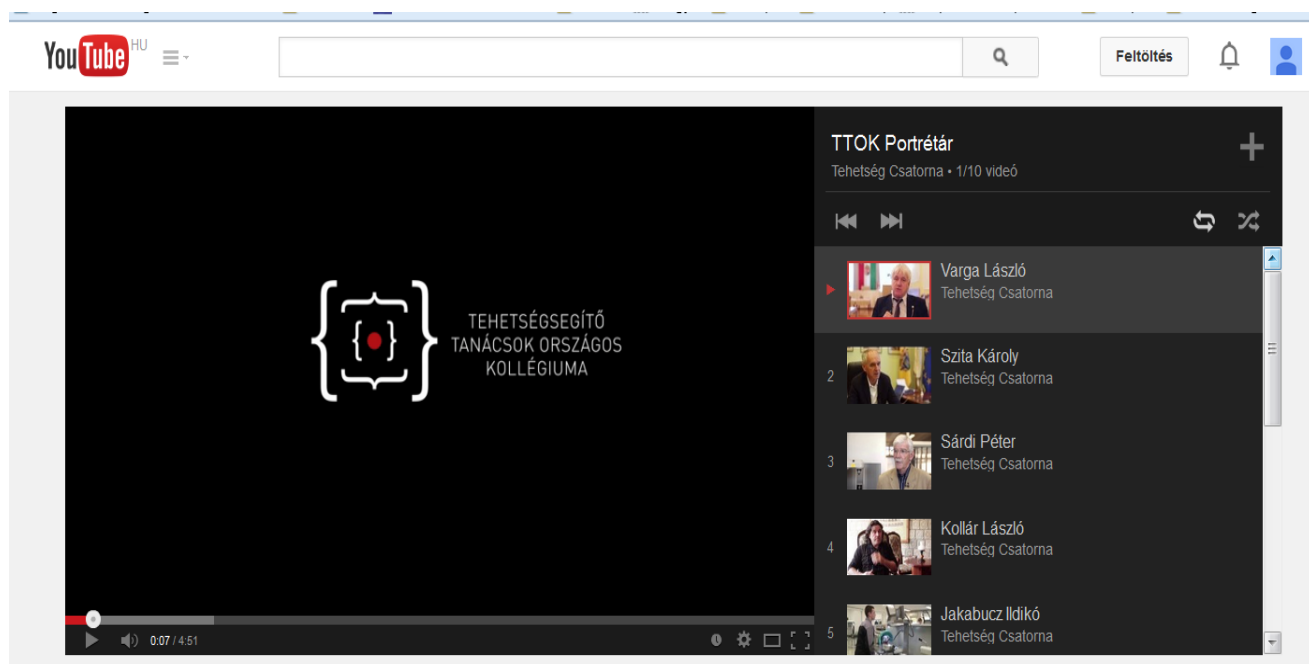 YouTube HU
Feltöltés
TEHETSÉGSEGÍTŐ
TANÁCSOK ORSZÁGOS
KOLLÉGIUMA
0:07 / 4:51
TTOK Portrétár
Tehetség Csatorna • 1/10 videó
Varga László
Tehetség Csatorna
2
Szita Károly
Tehetség Csatorna
3
Sárdi Péter
Tehetség Csatorna
4
Kollár László
Tehetség Csatorna
5
Jakabucz Ildikó
Tehetség Csatorna